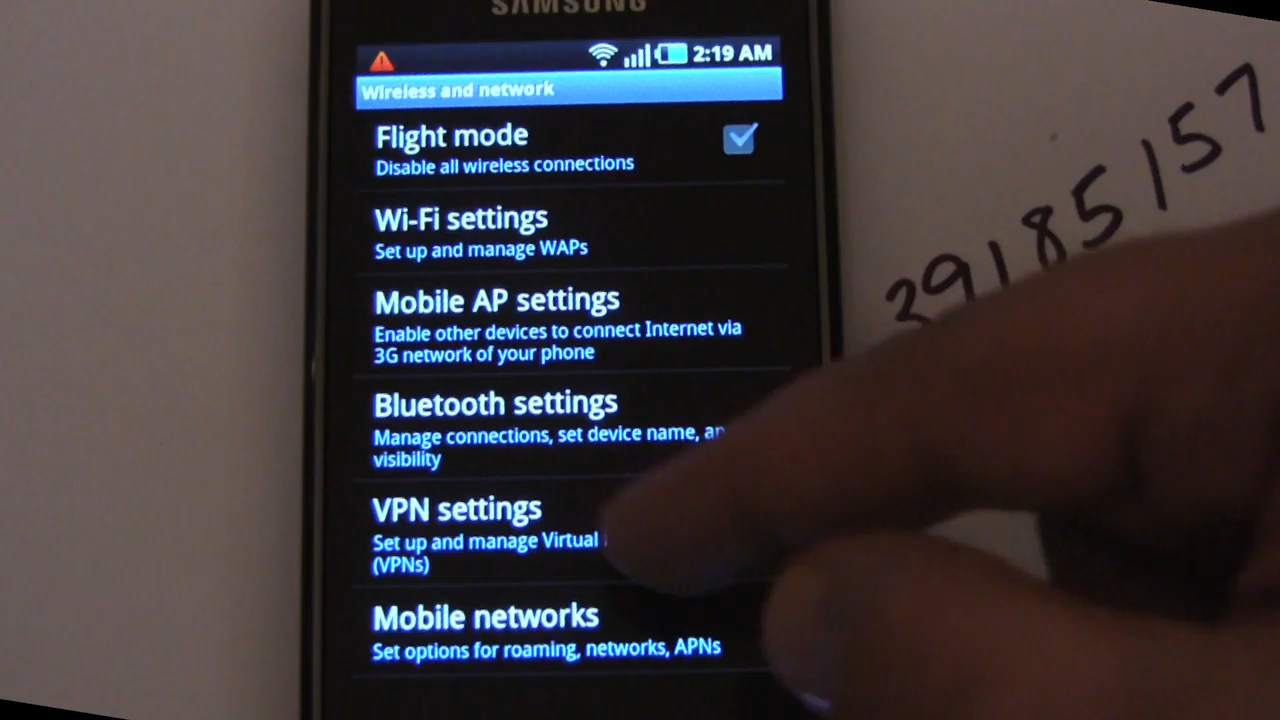 SAMSUNG
2:19 AM
Wireless and network
Flight mode
Disable all wireless connections
Wi-Fi settings
Set up and manage WAPs
Mobile AP settings
Enable other devices to connect Internet via
3G network of your phone
Bluetooth settings
Manage connections, set device name,
visibility
VPN settings
Set up and manage Virtual
(VPNs)
Mobile networks
Set options for roaming, networks, APNs
39185157